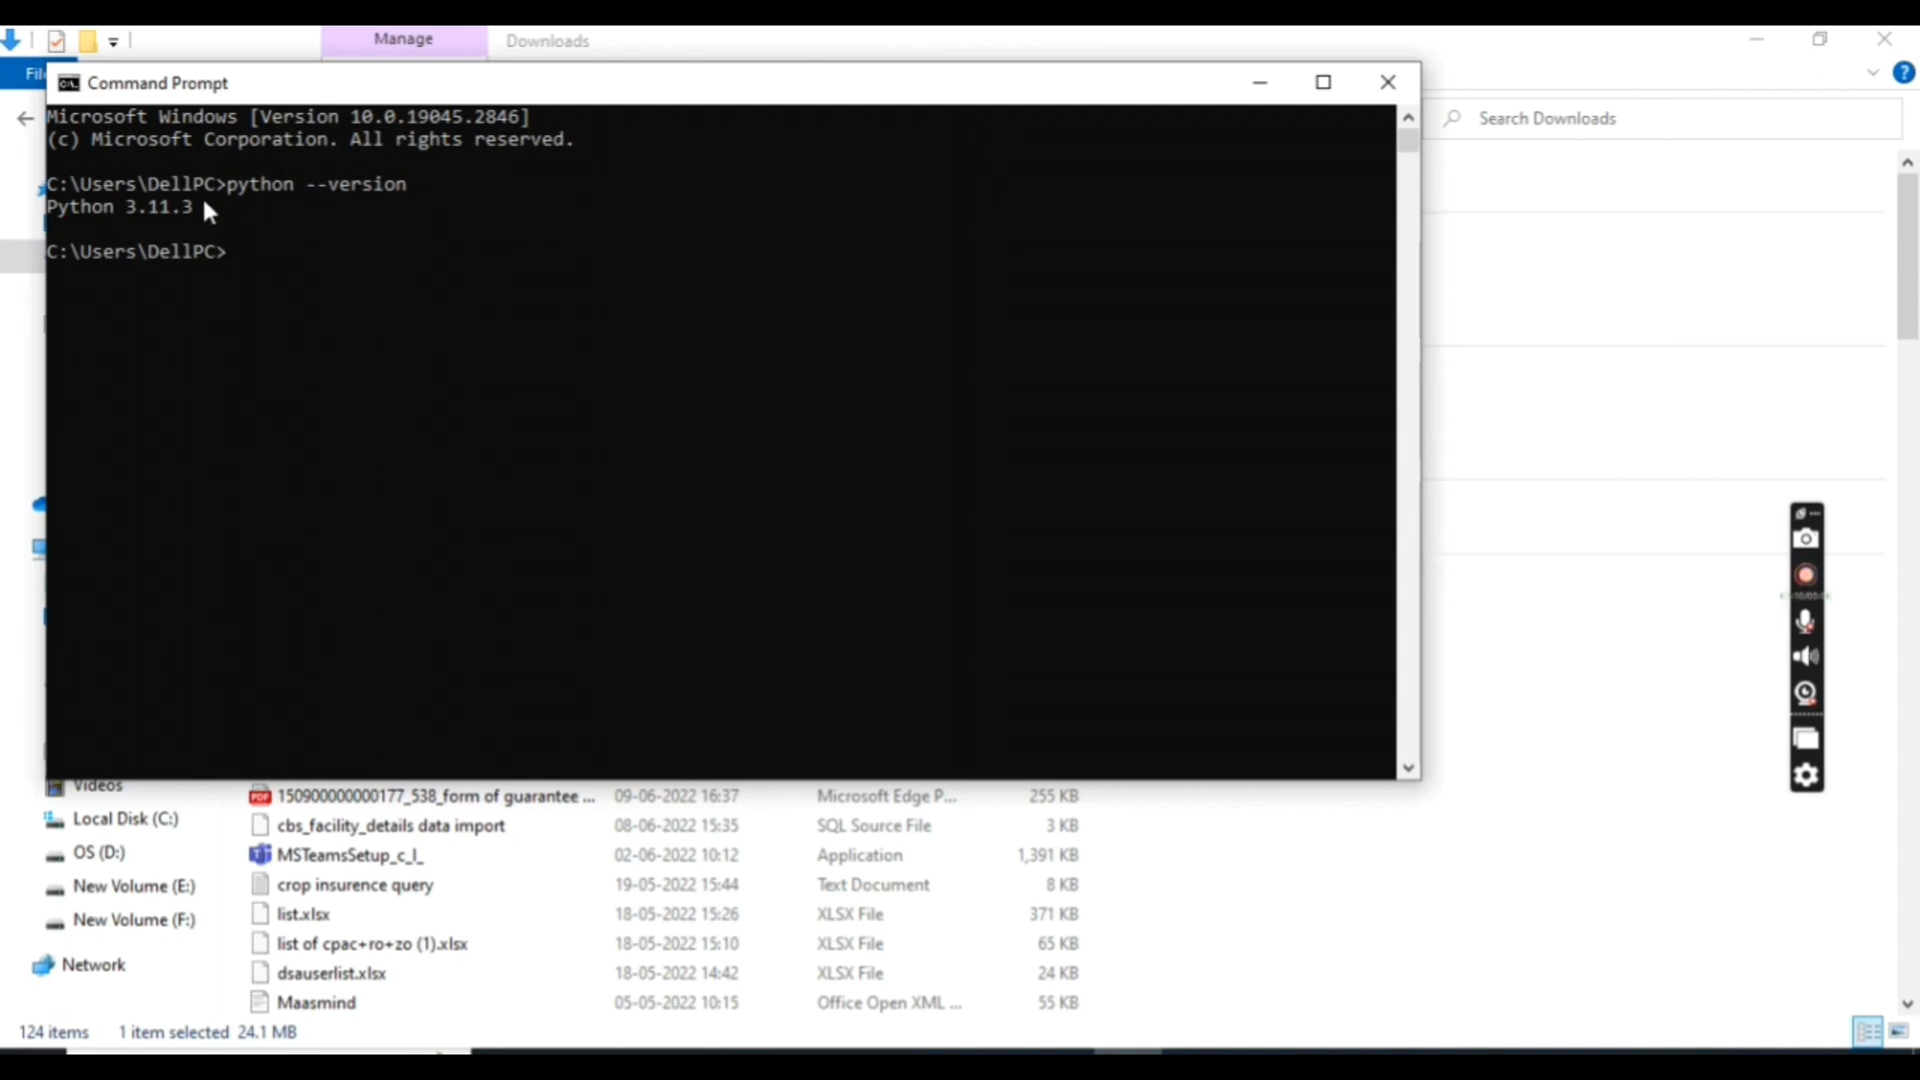 Manage
Downloads
Command Prompt
Microsoft Windows [Version 10.0.19045.2846]
(c) Microsoft Corporation. All rights reserved.
C:\Users\DellPC>python --version
Python 3.11.3
C:\Users\DellPC>
Search Downloads
Videos
Local Disk (C:)
OS (D:)
New Volume (E:)
New Volume (F:)
Network
150900000000177_538_form of guarantee ... 09-06-2022 16:37 Microsoft Edge P... 255 KB
cbs_facility_details data import 08-06-2022 15:35 SQL Source File 3 KB
MSTeamsSetup_c_l_ 02-06-2022 10:12 Application 1,391 KB
crop insurence query 19-05-2022 15:44 Text Document 8 KB
list.xlsx 18-05-2022 15:26 XLSX File 371 KB
list of cpac+ro+zo (1).xlsx 18-05-2022 15:10 XLSX File 65 KB
dsauserlist.xlsx 18-05-2022 14:42 XLSX File 24 KB
Maasmind 05-05-2022 10:15 Office Open XML ... 55 KB
124 items 1 item selected 24.1 MB